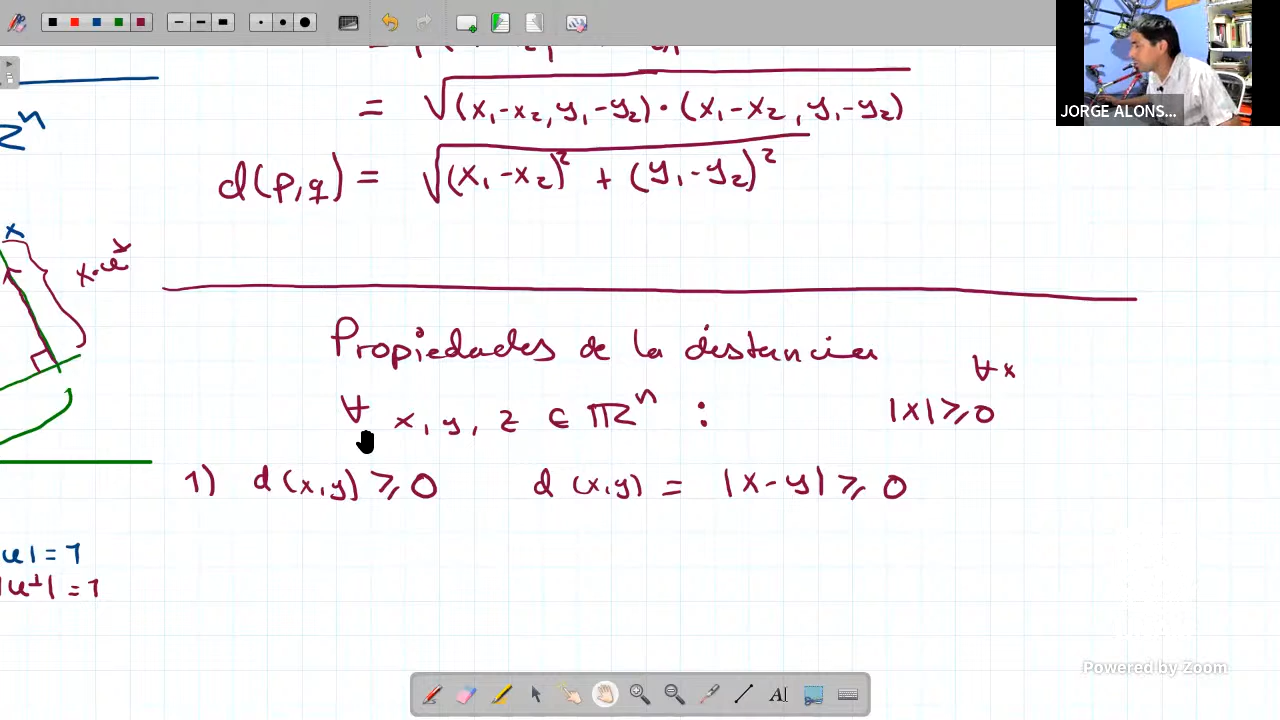 JORGE ALONS...
= √(x₁-x₂, y₁-y₂) · (x₁-x₂, y₁-y₂)
d(p,q) = √(x₁-x₂)² + (y₁-y₂)²
x
Propiedades de la distancia
∀ x
∀ x, y, z ∈ ℝⁿ : |x| ≥ 0
1) d(x,y) ≥ 0 d(x,y) = |x-y| ≥ 0
|u| = 1
|u⊥| = 1
Powered by Zoom